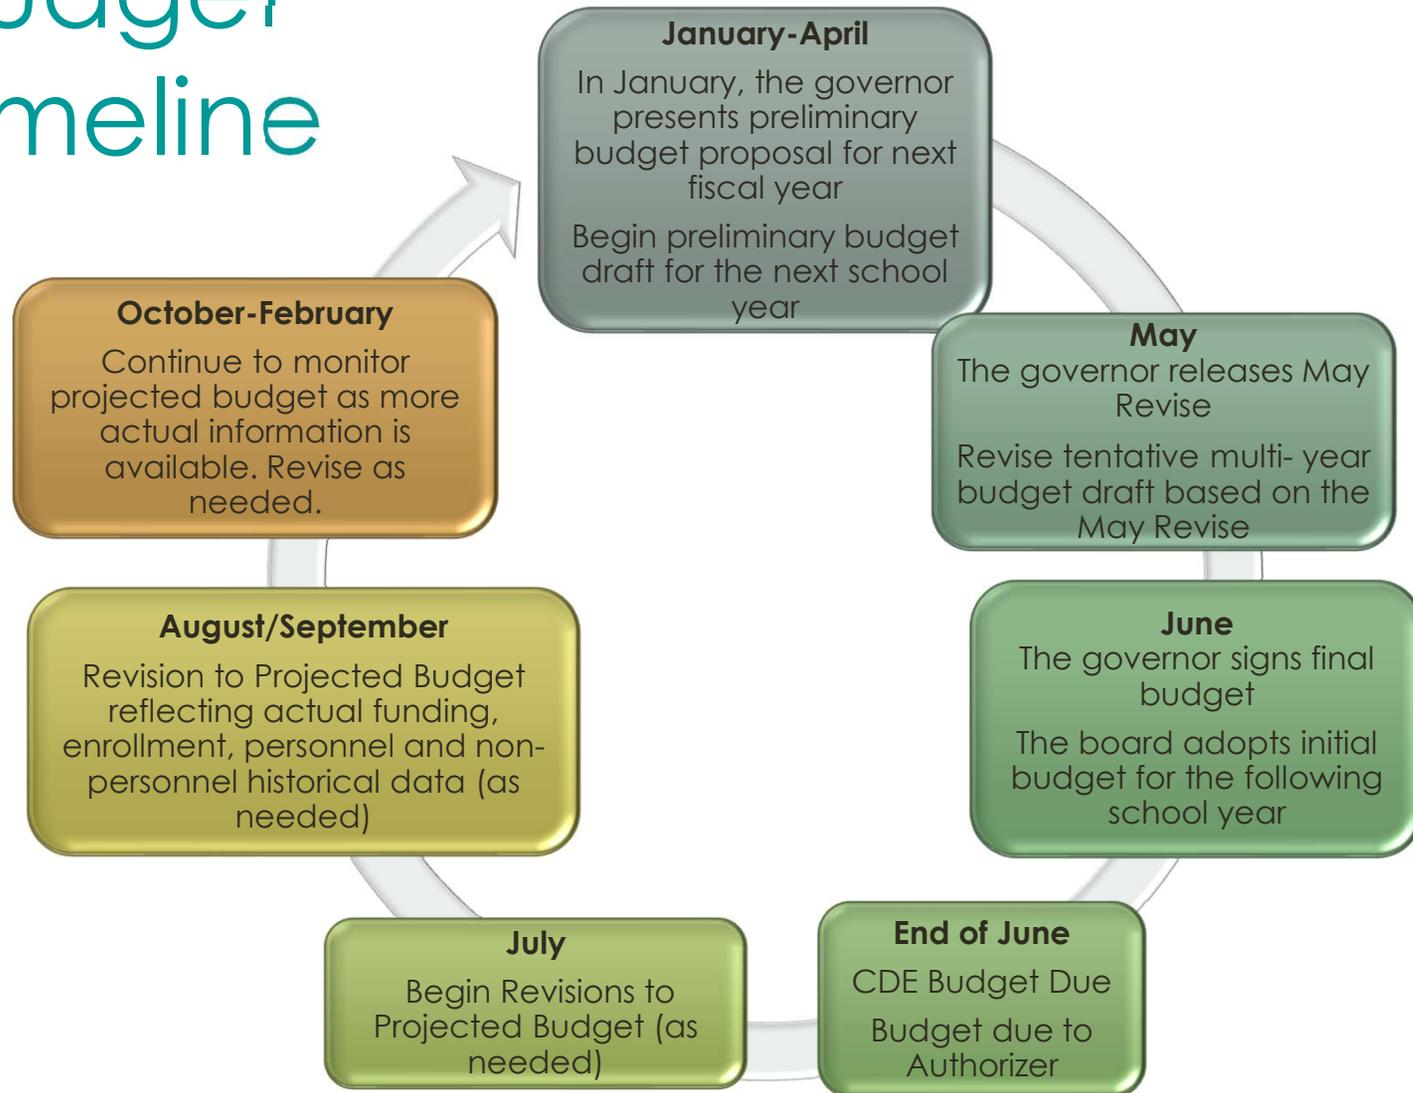 udget
meline
January-April
In January, the governor
presents preliminary
budget proposal for next
fiscal year
Begin preliminary budget
draft for the next school
year
May
The governor releases May
Revise
Revise tentative multi- year
budget draft based on the
May Revise
June
The governor signs final
budget
The board adopts initial
budget for the following
school year
End of June
CDE Budget Due
Budget due to
Authorizer
July
Begin Revisions to
Projected Budget (as
needed)
August/September
Revision to Projected Budget
reflecting actual funding,
enrollment, personnel and non-
personnel historical data (as
needed)
October-February
Continue to monitor
projected budget as more
actual information is
available. Revise as
needed.